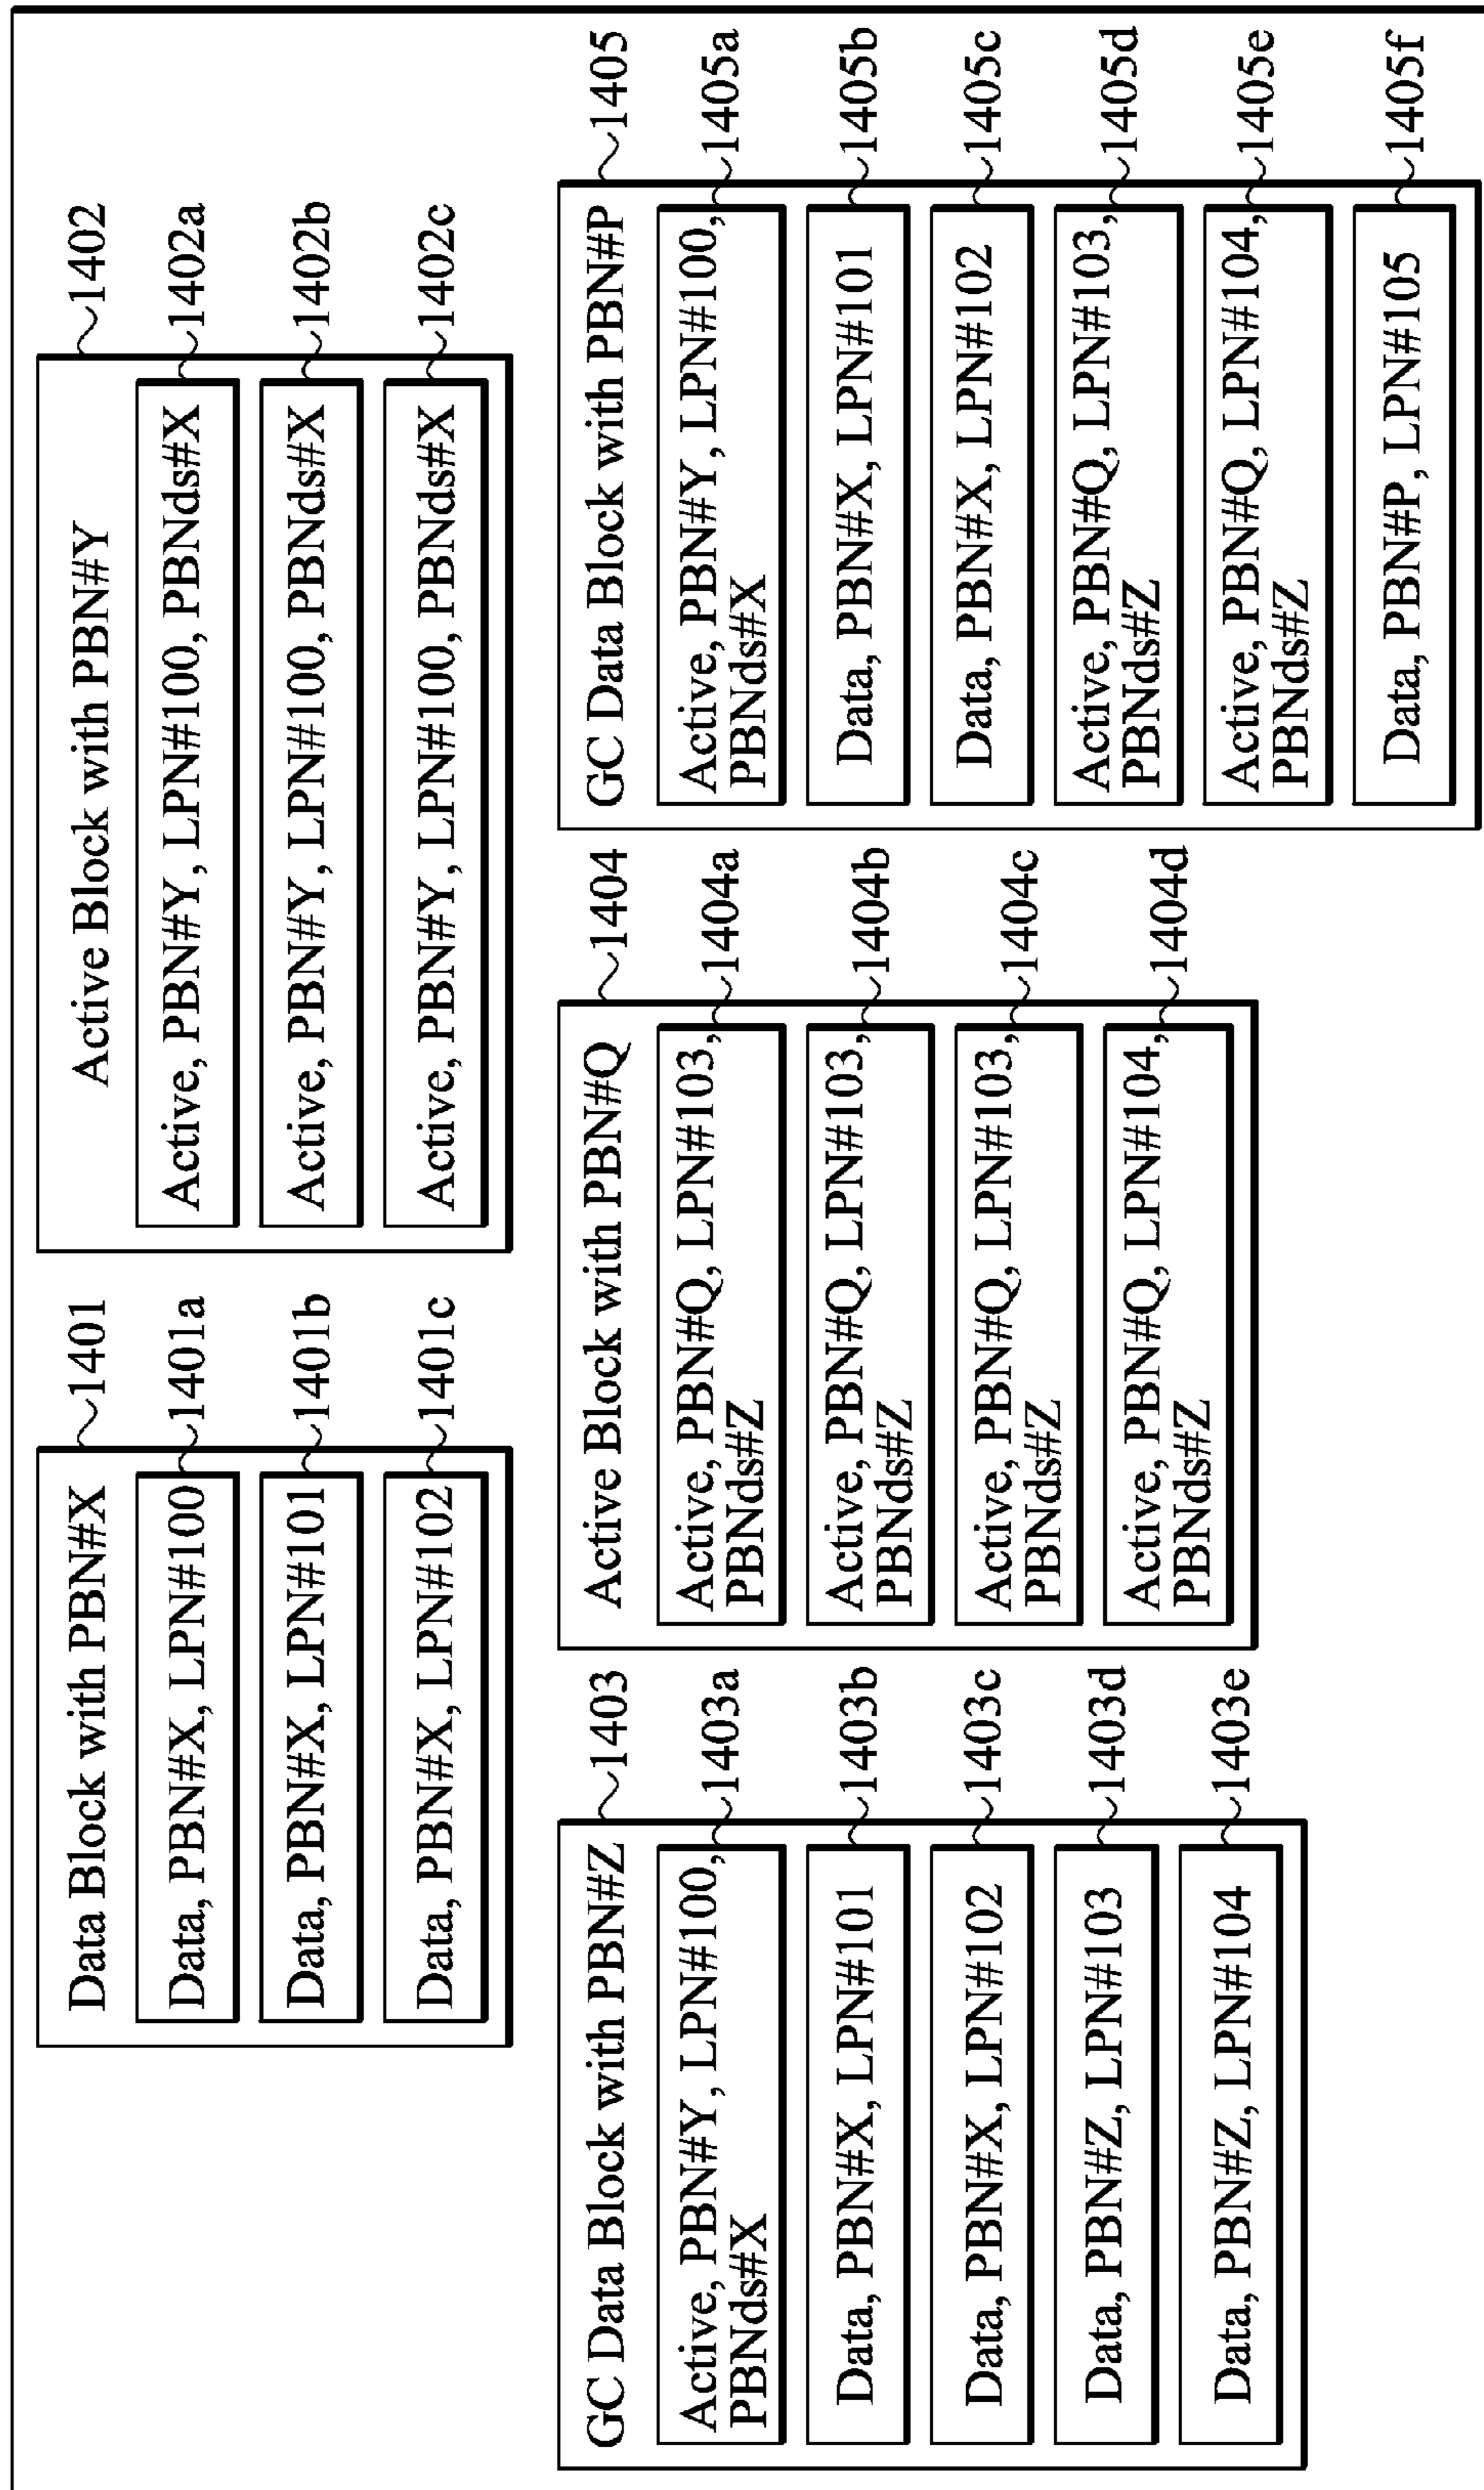 Data Block with PBN#X
1401
Data, PBN#X, LPN#100
1401a
Data, PBN#X, LPN#101
1401b
Data, PBN#X, LPN#102
1401c
Active Block with PBN#Y
1402
Active, PBN#Y, LPN#100, PBNds#X
1402a
Active, PBN#Y, LPN#100, PBNds#X
1402b
Active, PBN#Y, LPN#100, PBNds#X
1402c
GC Data Block with PBN#Z
1403
Active, PBN#Y, LPN#100,
PBNds#X
1403a
Data, PBN#X, LPN#101
1403b
Data, PBN#X, LPN#102
1403c
Data, PBN#Z, LPN#103
1403d
Data, PBN#Z, LPN#104
1403e
Active Block with PBN#Q
1404
Active, PBN#Q, LPN#103,
PBNds#Z
1404a
Active, PBN#Q, LPN#103,
PBNds#Z
1404b
Active, PBN#Q, LPN#103,
PBNds#Z
1404c
Active, PBN#Q, LPN#104,
PBNds#Z
1404d
GC Data Block with PBN#P
1405
Active, PBN#Y, LPN#100,
PBNds#X
1405a
Data, PBN#X, LPN#101
1405b
Data, PBN#X, LPN#102
1405c
Active, PBN#Q, LPN#103,
PBNds#Z
1405d
Active, PBN#Q, LPN#104,
PBNds#Z
1405e
Data, PBN#P, LPN#105
1405f